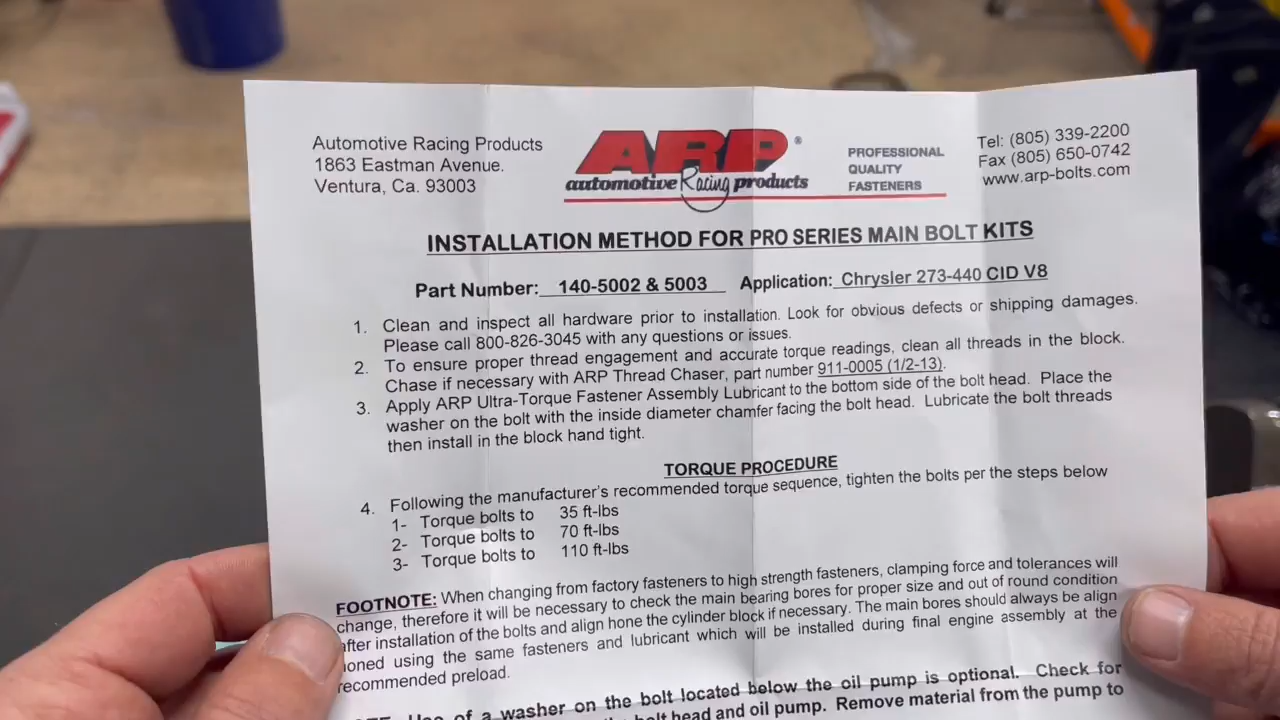 Automotive Racing Products
1863 Eastman Avenue.
Ventura, Ca. 93003
ARP®
automotive Racing products
PROFESSIONAL
QUALITY
FASTENERS
Tel: (805) 339-2200
Fax (805) 650-0742
www.arp-bolts.com
INSTALLATION METHOD FOR PRO SERIES MAIN BOLT KITS
Part Number: 140-5002 & 5003 Application: Chrysler 273-440 CID V8
1. Clean and inspect all hardware prior to installation. Look for obvious defects or shipping damages.
Please call 800-826-3045 with any questions or issues.
2. To ensure proper thread engagement and accurate torque readings, clean all threads in the block.
Chase if necessary with ARP Thread Chaser, part number 911-0005 (1/2-13).
3. Apply ARP Ultra-Torque Fastener Assembly Lubricant to the bottom side of the bolt head. Place the
washer on the bolt with the inside diameter chamfer facing the bolt head. Lubricate the bolt threads
then install in the block hand tight.
TORQUE PROCEDURE
4. Following the manufacturer's recommended torque sequence, tighten the bolts per the steps below
1- Torque bolts to 35 ft-lbs
2- Torque bolts to 70 ft-lbs
3- Torque bolts to 110 ft-lbs
FOOTNOTE: When changing from factory fasteners to high strength fasteners, clamping force and tolerances will
change, therefore it will be necessary to check the main bearing bores for proper size and out of round condition
after installation of the bolts and align hone the cylinder block if necessary. The main bores should always be align
ioned using the same fasteners and lubricant which will be installed during final engine assembly at the
recommended preload.
Use of a washer on the bolt located below the oil pump is optional. Check for
bolt head and oil pump. Remove material from the pump to